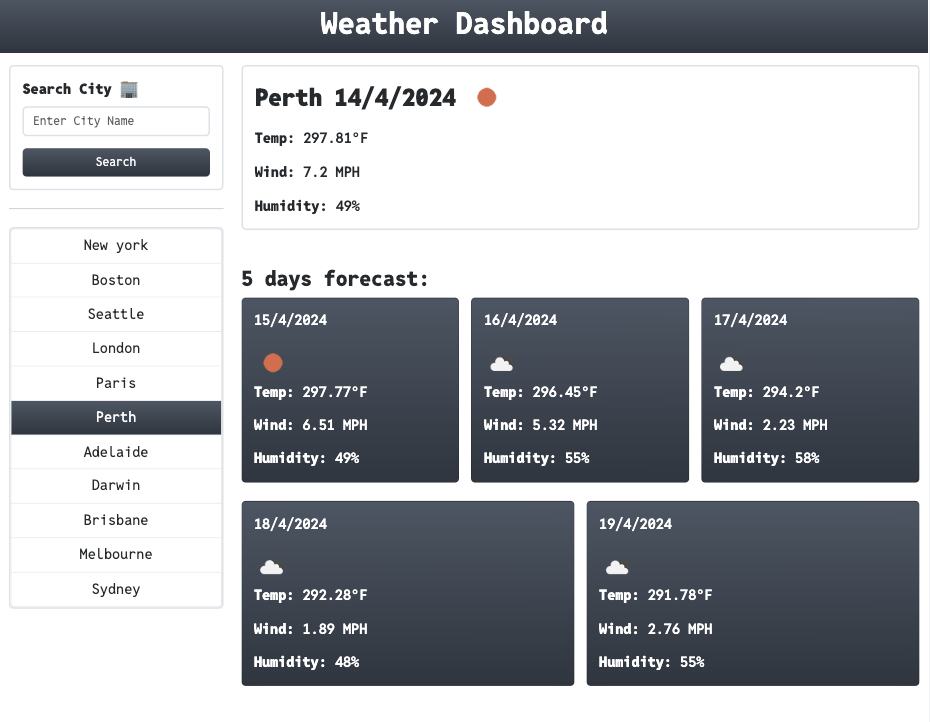 Weather Dashboard
Search City
Enter City Name
Search
New york
Boston
Seattle
London
Paris
Perth
Adelaide
Darwin
Brisbane
Melbourne
Sydney
Perth 14/4/2024
Temp: 297.81°F
Wind: 7.2 MPH
Humidity: 49%
5 days forecast:
15/4/2024
Temp: 297.77°F
Wind: 6.51 MPH
Humidity: 49%
16/4/2024
Temp: 296.45°F
Wind: 5.32 MPH
Humidity: 55%
17/4/2024
Temp: 294.2°F
Wind: 2.23 MPH
Humidity: 58%
18/4/2024
Temp: 292.28°F
Wind: 1.89 MPH
Humidity: 48%
19/4/2024
Temp: 291.78°F
Wind: 2.76 MPH
Humidity: 55%